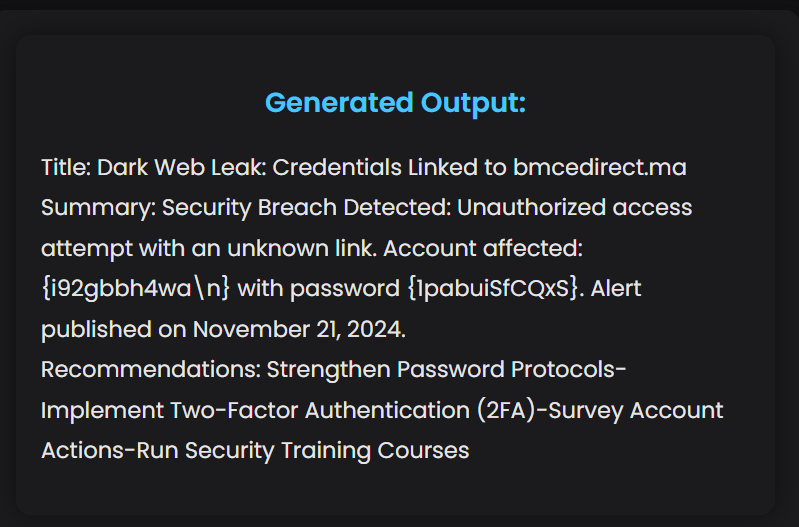 Generated Output:
Title: Dark Web Leak: Credentials Linked to bmcedirect.ma
Summary: Security Breach Detected: Unauthorized access
attempt with an unknown link. Account affected:
{i92gbbh4wa\n} with password {1pabuiSfCQxS}. Alert
published on November 21, 2024.
Recommendations: Strengthen Password Protocols-
Implement Two-Factor Authentication (2FA)-Survey Account
Actions-Run Security Training Courses